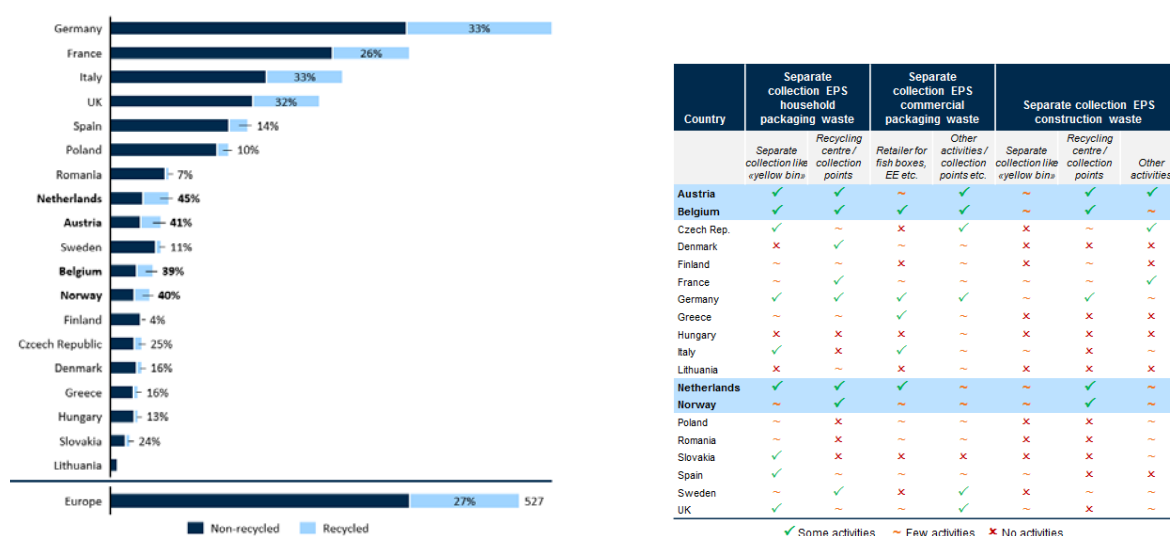 Germany 33%
France 26%
Italy 33%
UK 32%
Spain 14%
Poland 10%
Romania 7%
Netherlands 45%
Austria 41%
Sweden 11%
Belgium 39%
Norway 40%
Finland 4%
Czcech Republic 25%
Denmark 16%
Greece 16%
Hungary 13%
Slovakia 24%
Lithuania
Europe 27% 527
Non-recycled Recycled
Country
Separate collection EPS household packaging waste
Separate collection EPS commercial packaging waste
Separate collection EPS construction waste
Separate collection like «yellow bin»
Recycling centre / collection points
Retailer for fish boxes, EE etc.
Other activities / collection points etc.
Separate collection like «yellow bin»
Recycling centre / collection points
Other activities
Austria ✓ ✓ ~ ✓ ~ ✓ ✓
Belgium ✓ ✓ ✓ ✓ ~ ✓ ~
Czech Rep. ✓ ~ × ✓ × ~ ✓
Denmark × ✓ ~ ~ × × ×
Finland ~ ~ × ~ × ~ ×
France ~ ✓ ~ ~ ~ ~ ✓
Germany ✓ ✓ ✓ ✓ ~ ✓ ~
Greece ~ ~ ✓ ~ × × ×
Hungary × × × ~ × × ×
Italy ✓ × ✓ ~ ~ × ~
Lithuania × ~ × ~ × × ×
Netherlands ✓ ✓ ✓ ~ ~ ✓ ~
Norway ~ ✓ ~ ~ ~ ✓ ~
Poland ~ × ~ ~ × × ~
Romania ~ × ~ ~ × × ~
Slovakia ✓ × × × × × ~
Spain ✓ ~ ~ ~ ~ × ×
Sweden ~ ✓ × ✓ × ~ ~
UK ✓ ~ ~ ✓ ~ × ~
✓ Some activities ~ Few activities × No activities